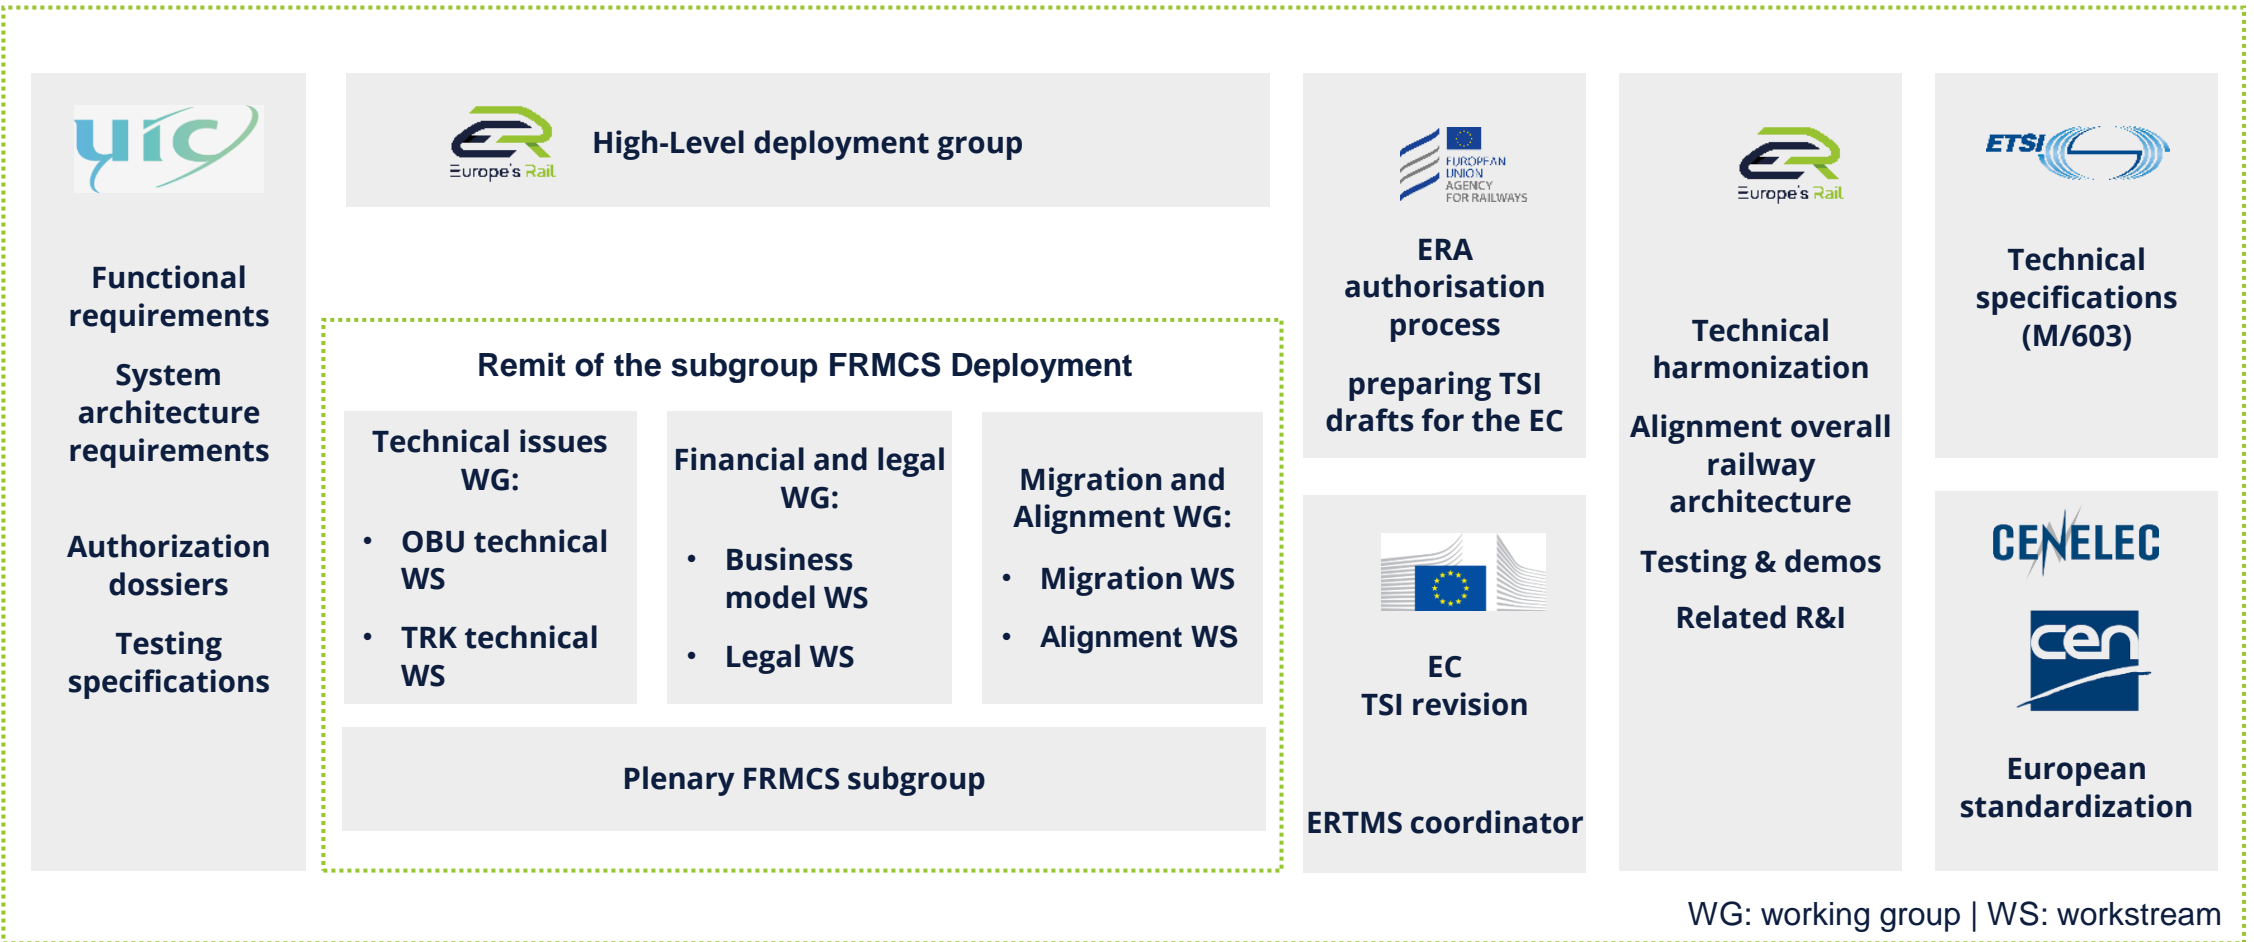 uic
Functional
requirements
System
architecture
requirements
Authorization
dossiers
Testing
specifications
Europe's Rail
High-Level deployment group
Remit of the subgroup FRMCS Deployment
Technical issues
WG:
• OBU technical
WS
• TRK technical
WS
Financial and legal
WG:
• Business
model WS
• Legal WS
Migration and
Alignment WG:
• Migration WS
• Alignment WS
Plenary FRMCS subgroup
EUROPEAN
UNION
AGENCY
FOR RAILWAYS
ERA
authorisation
process
preparing TSI
drafts for the EC
EC
TSI revision
ERTMS coordinator
Europe's Rail
Technical
harmonization
Alignment overall
railway
architecture
Testing & demos
Related R&I
ETSI
Technical
specifications
(M/603)
CENELEC
cen
European
standardization
WG: working group | WS: workstream